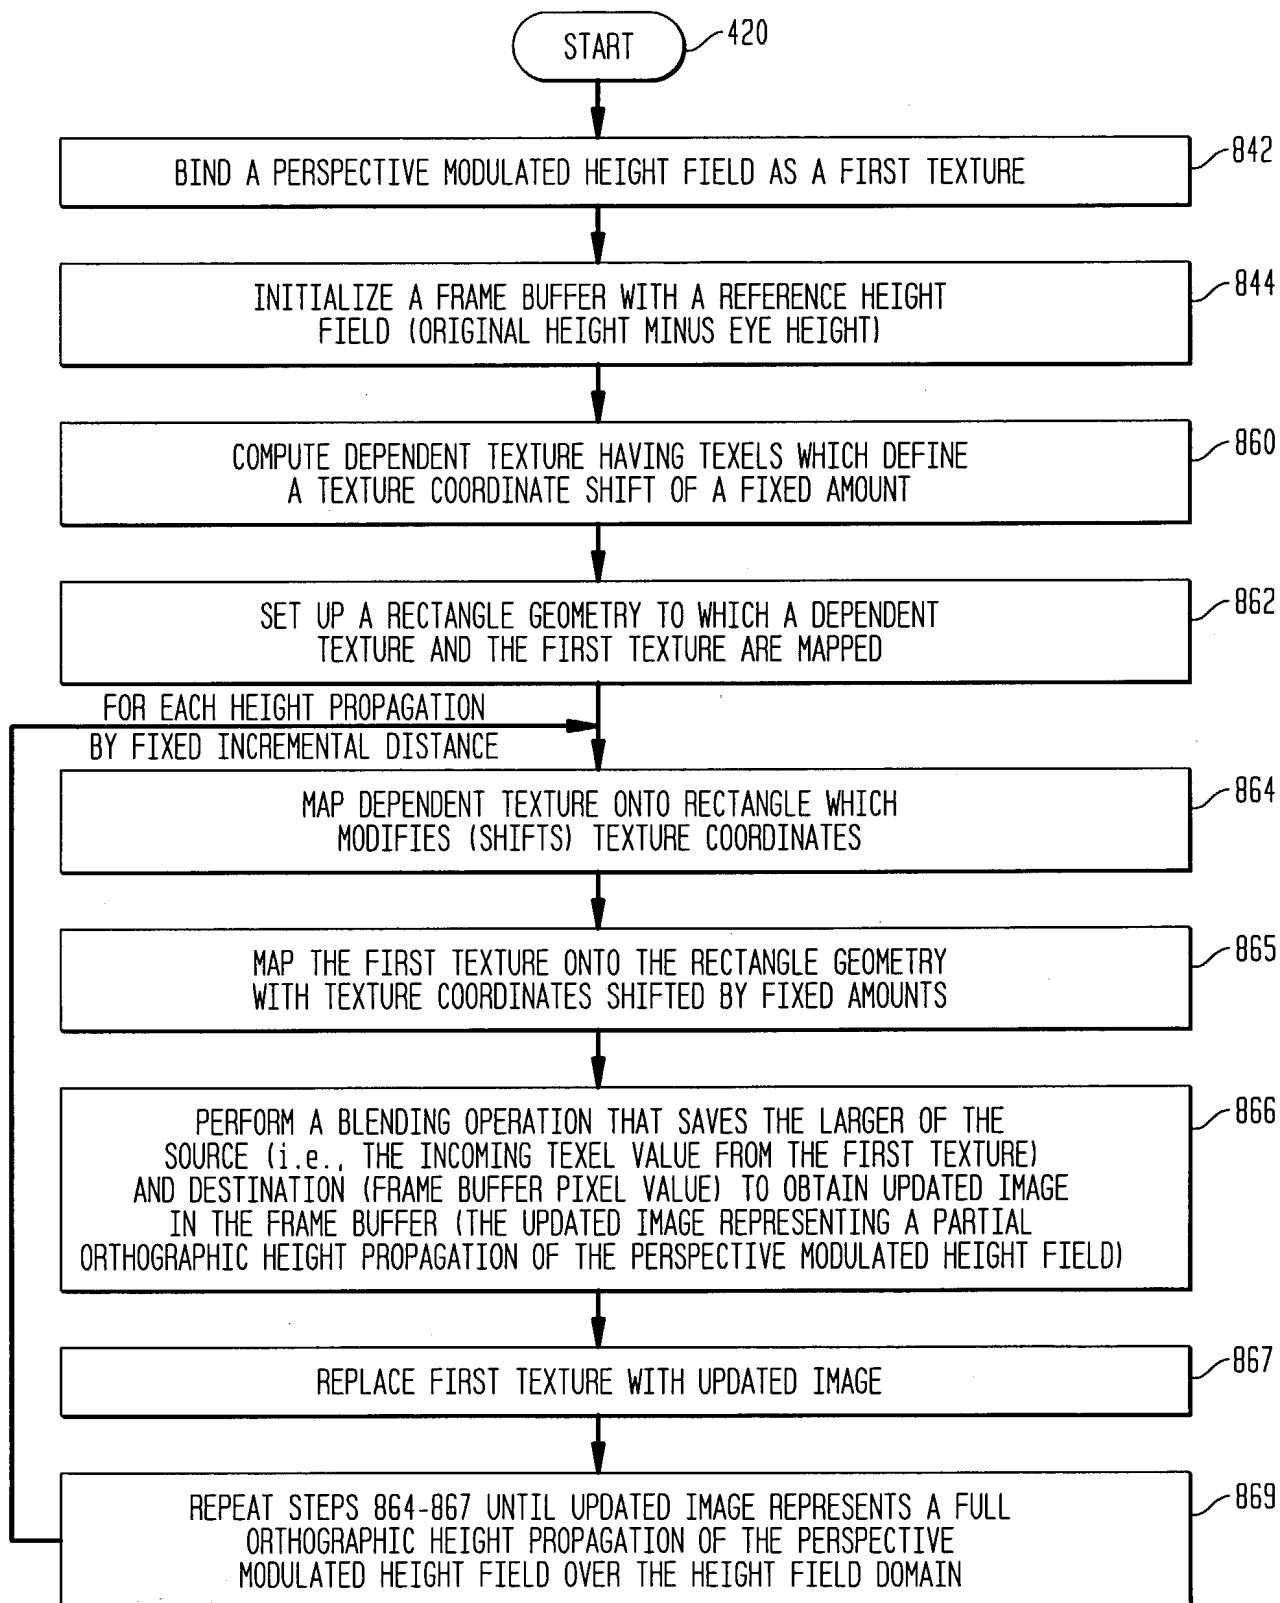 START
420
BIND A PERSPECTIVE MODULATED HEIGHT FIELD AS A FIRST TEXTURE
842
INITIALIZE A FRAME BUFFER WITH A REFERENCE HEIGHT
FIELD (ORIGINAL HEIGHT MINUS EYE HEIGHT)
844
COMPUTE DEPENDENT TEXTURE HAVING TEXELS WHICH DEFINE
A TEXTURE COORDINATE SHIFT OF A FIXED AMOUNT
860
SET UP A RECTANGLE GEOMETRY TO WHICH A DEPENDENT
TEXTURE AND THE FIRST TEXTURE ARE MAPPED
862
FOR EACH HEIGHT PROPAGATION
BY FIXED INCREMENTAL DISTANCE
MAP DEPENDENT TEXTURE ONTO RECTANGLE WHICH
MODIFIES (SHIFTS) TEXTURE COORDINATES
864
MAP THE FIRST TEXTURE ONTO THE RECTANGLE GEOMETRY
WITH TEXTURE COORDINATES SHIFTED BY FIXED AMOUNTS
865
PERFORM A BLENDING OPERATION THAT SAVES THE LARGER OF THE
SOURCE (i.e., THE INCOMING TEXEL VALUE FROM THE FIRST TEXTURE)
AND DESTINATION (FRAME BUFFER PIXEL VALUE) TO OBTAIN UPDATED IMAGE
IN THE FRAME BUFFER (THE UPDATED IMAGE REPRESENTING A PARTIAL
ORTHOGRAPHIC HEIGHT PROPAGATION OF THE PERSPECTIVE MODULATED HEIGHT FIELD)
866
REPLACE FIRST TEXTURE WITH UPDATED IMAGE
867
REPEAT STEPS 864-867 UNTIL UPDATED IMAGE REPRESENTS A FULL
ORTHOGRAPHIC HEIGHT PROPAGATION OF THE PERSPECTIVE
MODULATED HEIGHT FIELD OVER THE HEIGHT FIELD DOMAIN
869